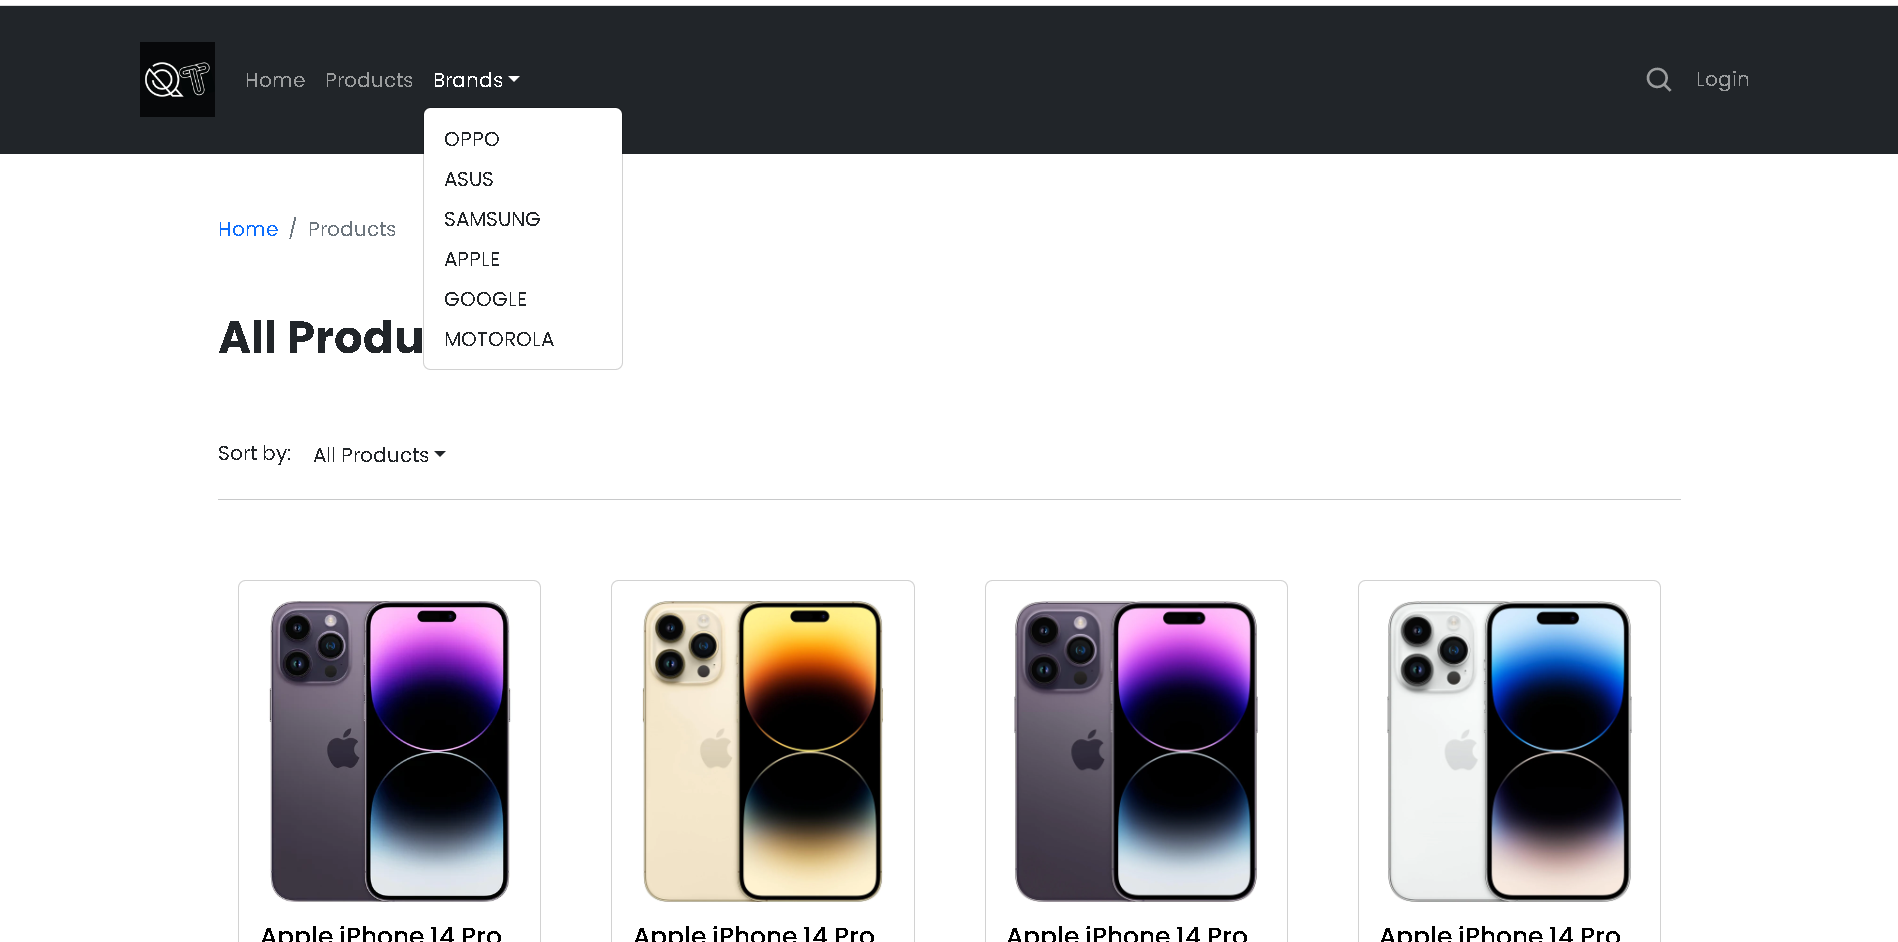 QT Home Products Brands Login
OPPO
ASUS
SAMSUNG
APPLE
GOOGLE
MOTOROLA
Home / Products
All Produ
Sort by: All Products
Apple iPhone 14 Pro
Apple iPhone 14 Pro
Apple iPhone 14 Pro
Apple iPhone 14 Pro